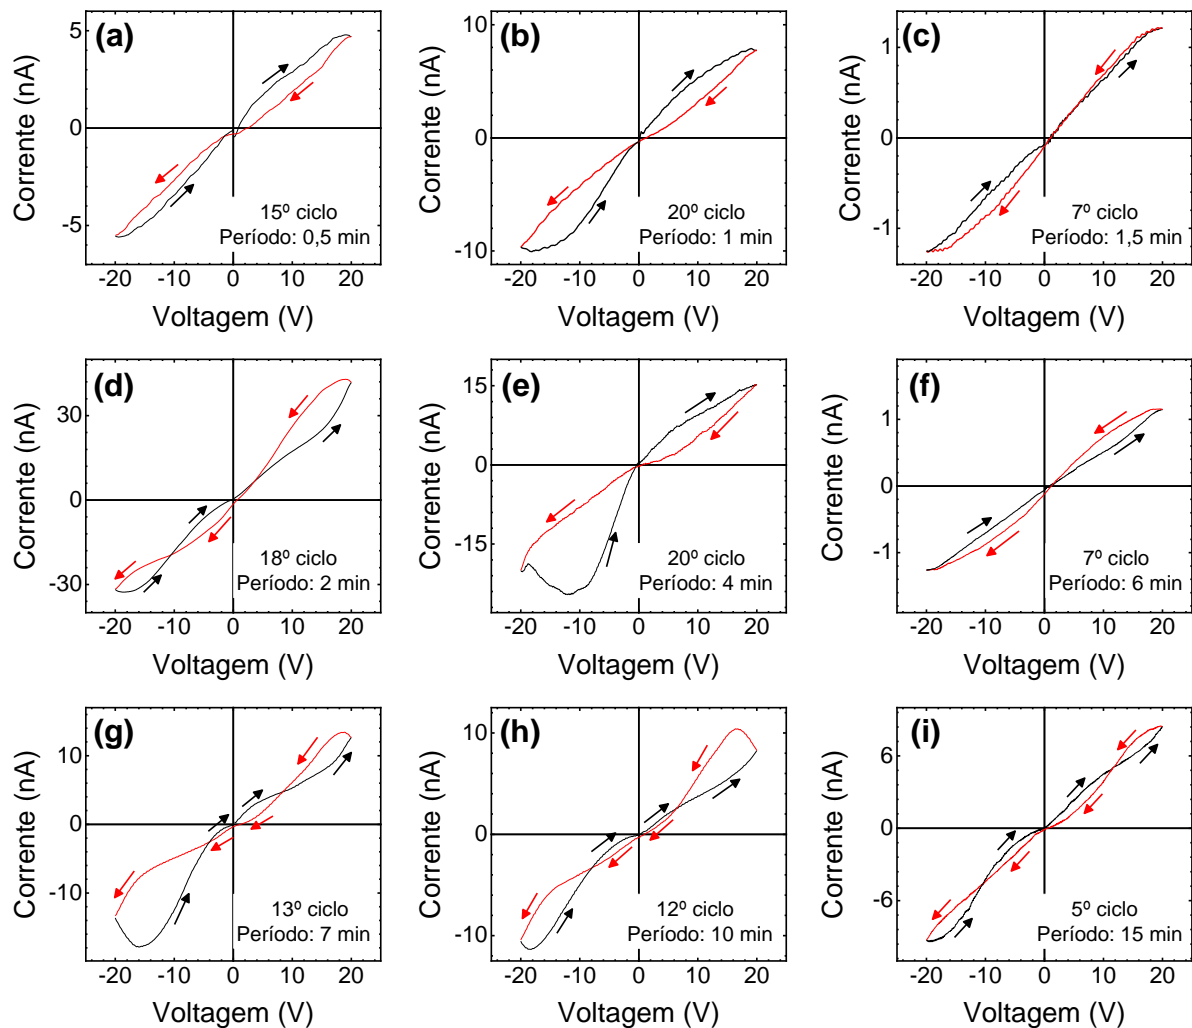 (a)
Corrente (nA)
5
0
-5
15º ciclo
Período: 0,5 min
-20 -10 0 10 20
Voltagem (V)
(b)
Corrente (nA)
10
0
-10
20º ciclo
Período: 1 min
-20 -10 0 10 20
Voltagem (V)
(c)
Corrente (nA)
1
0
-1
7º ciclo
Período: 1,5 min
-20 -10 0 10 20
Voltagem (V)
(d)
Corrente (nA)
30
0
-30
18º ciclo
Período: 2 min
-20 -10 0 10 20
Voltagem (V)
(e)
Corrente (nA)
15
0
-15
20º ciclo
Período: 4 min
-20 -10 0 10 20
Voltagem (V)
(f)
Corrente (nA)
1
0
-1
7º ciclo
Período: 6 min
-20 -10 0 10 20
Voltagem (V)
(g)
Corrente (nA)
10
0
-10
13º ciclo
Período: 7 min
-20 -10 0 10 20
Voltagem (V)
(h)
Corrente (nA)
10
0
-10
12º ciclo
Período: 10 min
-20 -10 0 10 20
Voltagem (V)
(i)
Corrente (nA)
6
0
-6
5º ciclo
Período: 15 min
-20 -10 0 10 20
Voltagem (V)